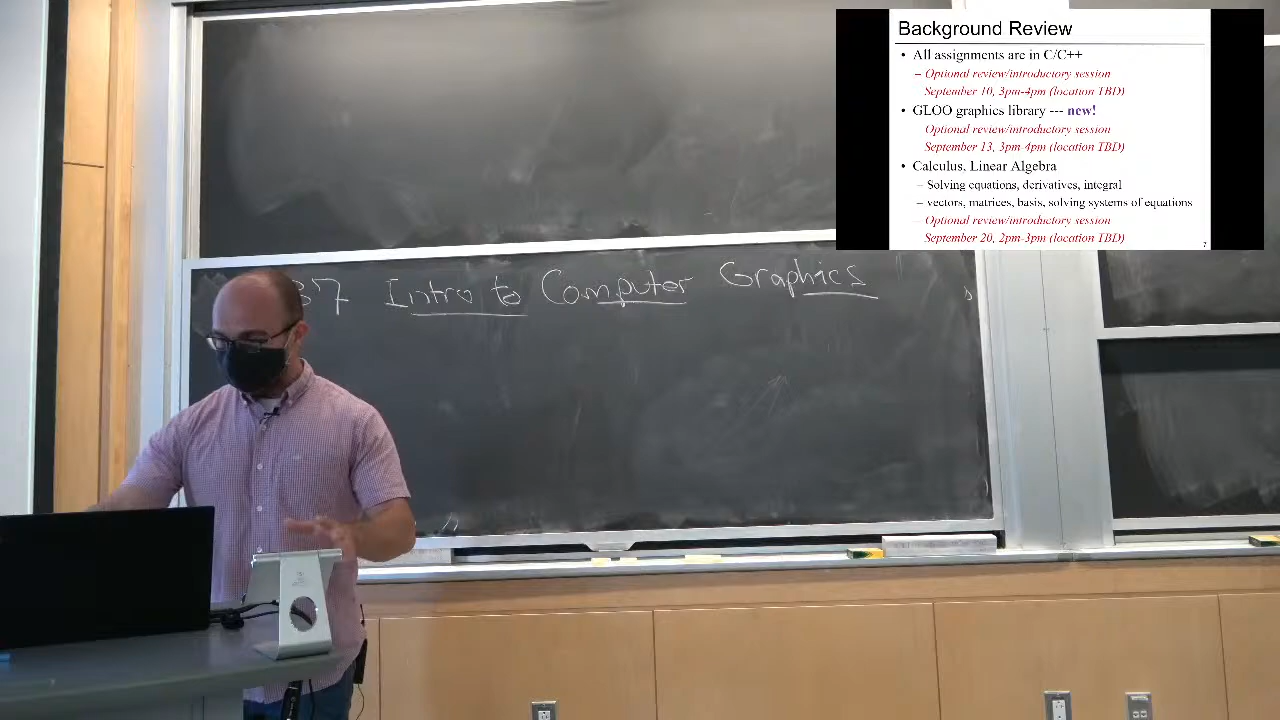 Background Review
• All assignments are in C/C++
– Optional review/introductory session
September 10, 3pm-4pm (location TBD)
• GLOO graphics library --- new!
Optional review/introductory session
September 13, 3pm-4pm (location TBD)
• Calculus, Linear Algebra
– Solving equations, derivatives, integral
– vectors, matrices, basis, solving systems of equations
Optional review/introductory session
September 20, 2pm-3pm (location TBD)
37 Intro to Computer Graphics